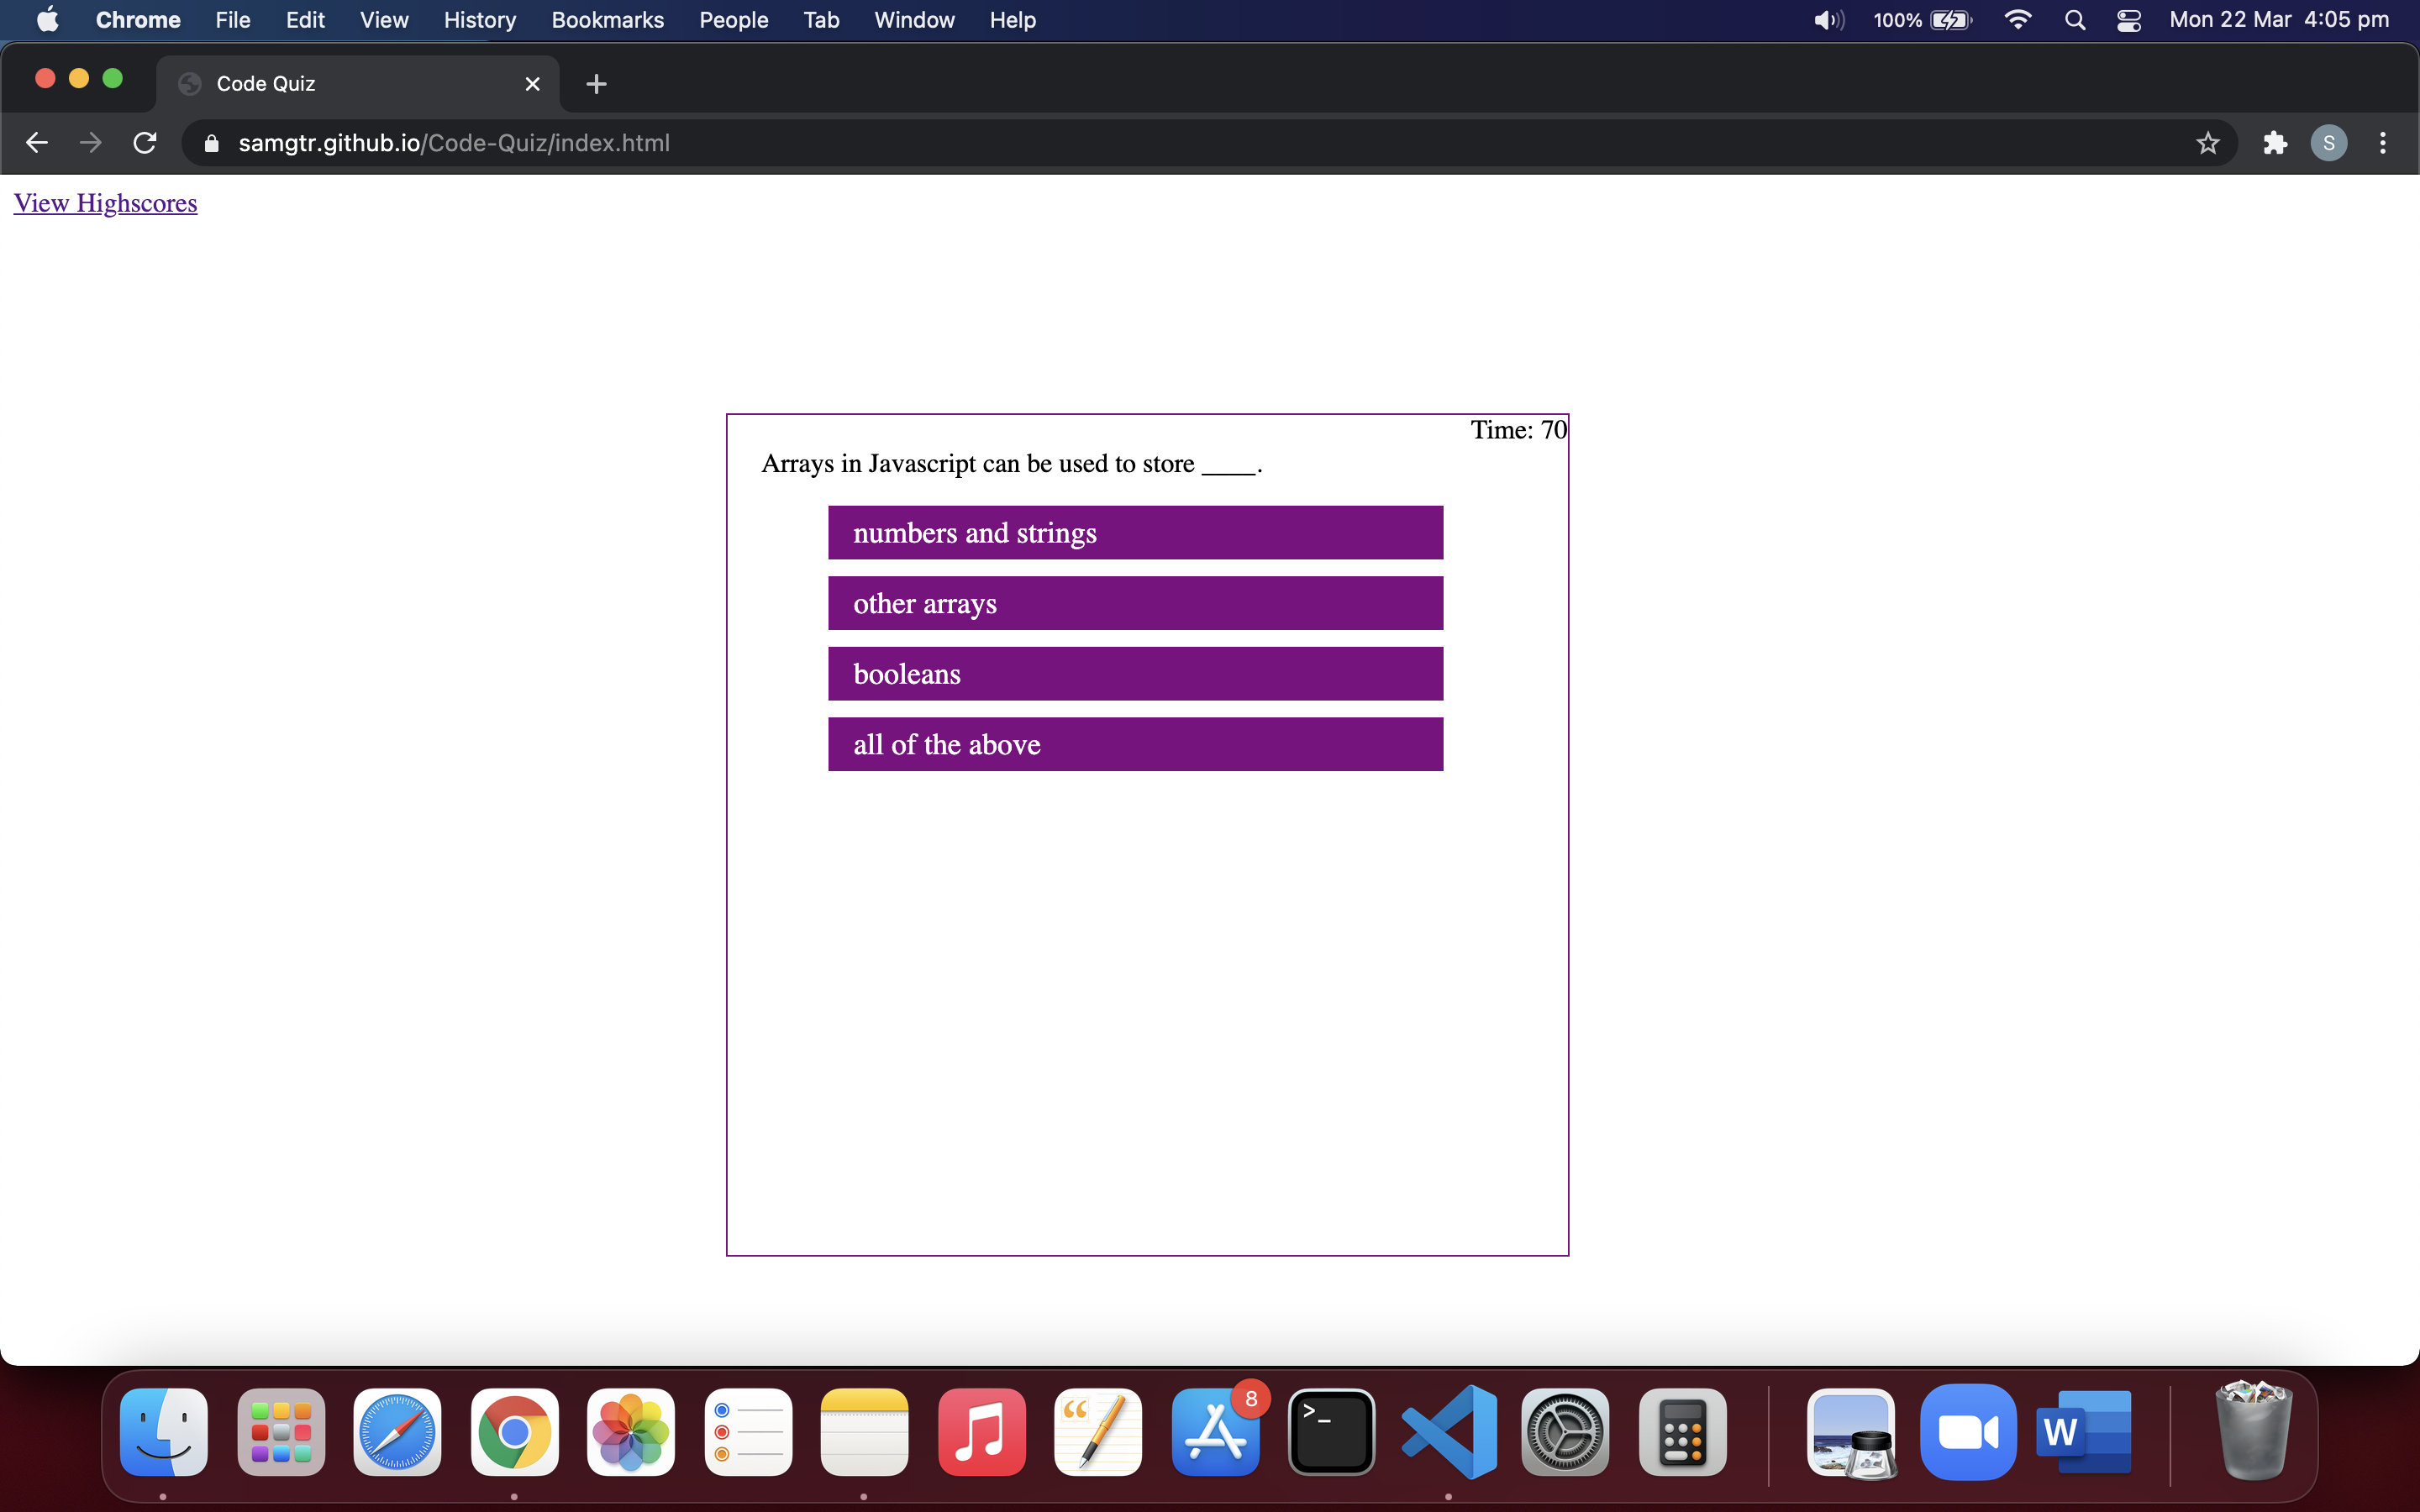 Chrome File Edit View History Bookmarks People Tab Window Help 100% Mon 22 Mar 4:05 pm
Code Quiz
samgtr.github.io/Code-Quiz/index.html S
View Highscores
Time: 70
Arrays in Javascript can be used to store ____.
numbers and strings
other arrays
booleans
all of the above
8
>_
W